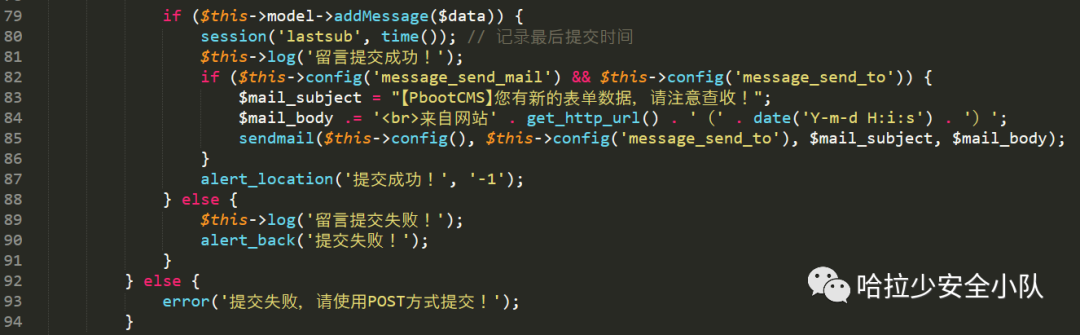 79 if ($this->model->addMessage($data)) {
80 session('lastsub', time()); // 记录最后提交时间
81 $this->log('留言提交成功！');
82 if ($this->config('message_send_mail') && $this->config('message_send_to')) {
83 $mail_subject = "【PbootCMS】您有新的表单数据，请注意查收！";
84 $mail_body .= '<br>来自网站' . get_http_url() . '（' . date('Y-m-d H:i:s') . '）';
85 sendmail($this->config(), $this->config('message_send_to'), $mail_subject, $mail_body);
86 }
87 alert_location('提交成功！', '-1');
88 } else {
89 $this->log('留言提交失败！');
90 alert_back('提交失败！');
91 }
92 } else {
93 error('提交失败，请使用POST方式提交！');
94 }
哈拉少安全小队